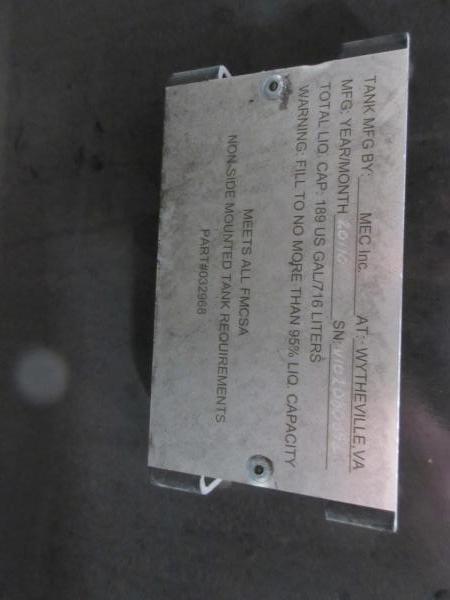 TANK MFG BY: MEC Inc. AT: WYTHEVILLE, VA
MFG: YEAR/MONTH SN:
TOTAL LIQ. CAP: 189 US GAL/716 LITERS
WARNING: FILL TO NO MORE THAN 95% LIQ. CAPACITY
MEETS ALL FMCSA
NON-SIDE MOUNTED TANK REQUIREMENTS
PART#032968